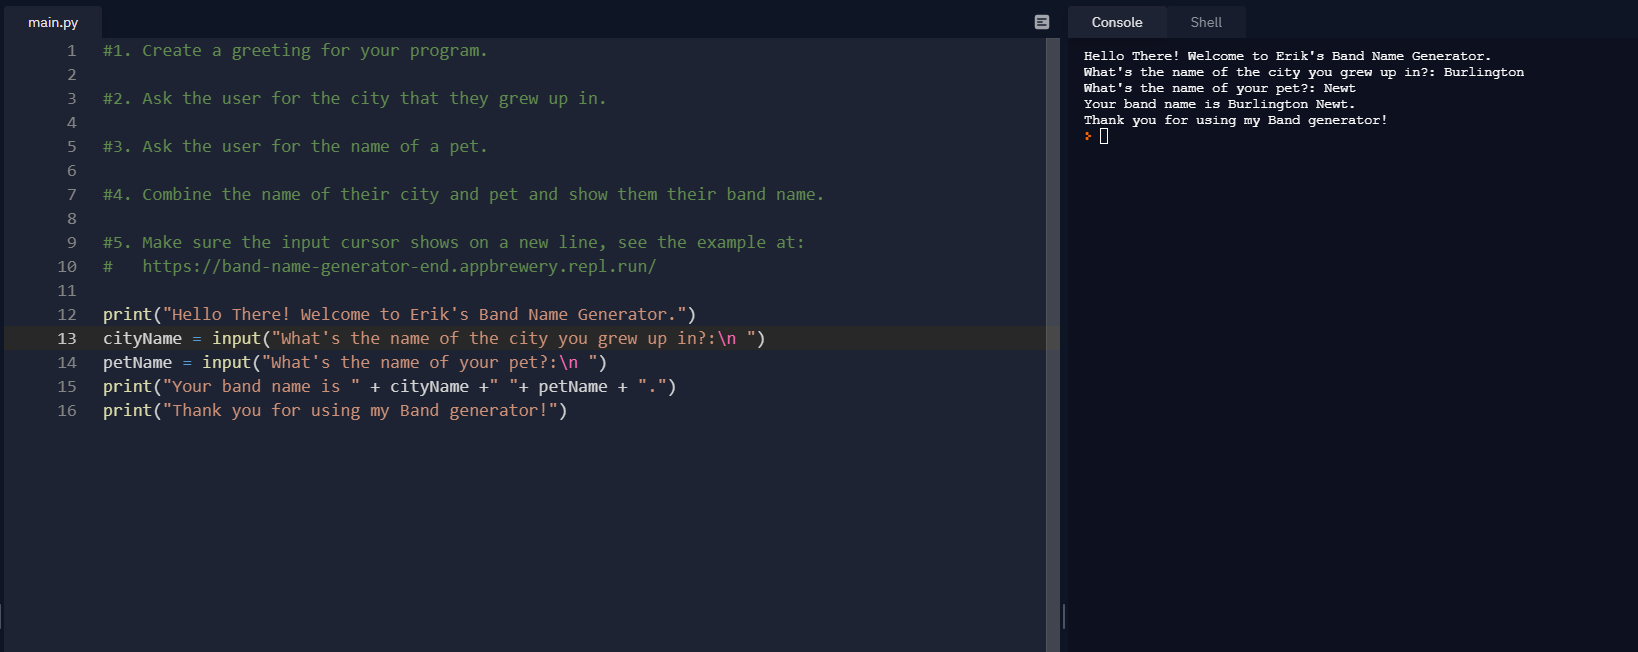 main.py
1 #1. Create a greeting for your program.
2
3 #2. Ask the user for the city that they grew up in.
4
5 #3. Ask the user for the name of a pet.
6
7 #4. Combine the name of their city and pet and show them their band name.
8
9 #5. Make sure the input cursor shows on a new line, see the example at:
10 #   https://band-name-generator-end.appbrewery.repl.run/
11
12 print("Hello There! Welcome to Erik's Band Name Generator.")
13 cityName = input("What's the name of the city you grew up in?:\n ")
14 petName = input("What's the name of your pet?:\n ")
15 print("Your band name is " + cityName +" "+ petName + ".")
16 print("Thank you for using my Band generator!")
Console Shell
Hello There! Welcome to Erik's Band Name Generator.
What's the name of the city you grew up in?: Burlington
What's the name of your pet?: Newt
Your band name is Burlington Newt.
Thank you for using my Band generator!